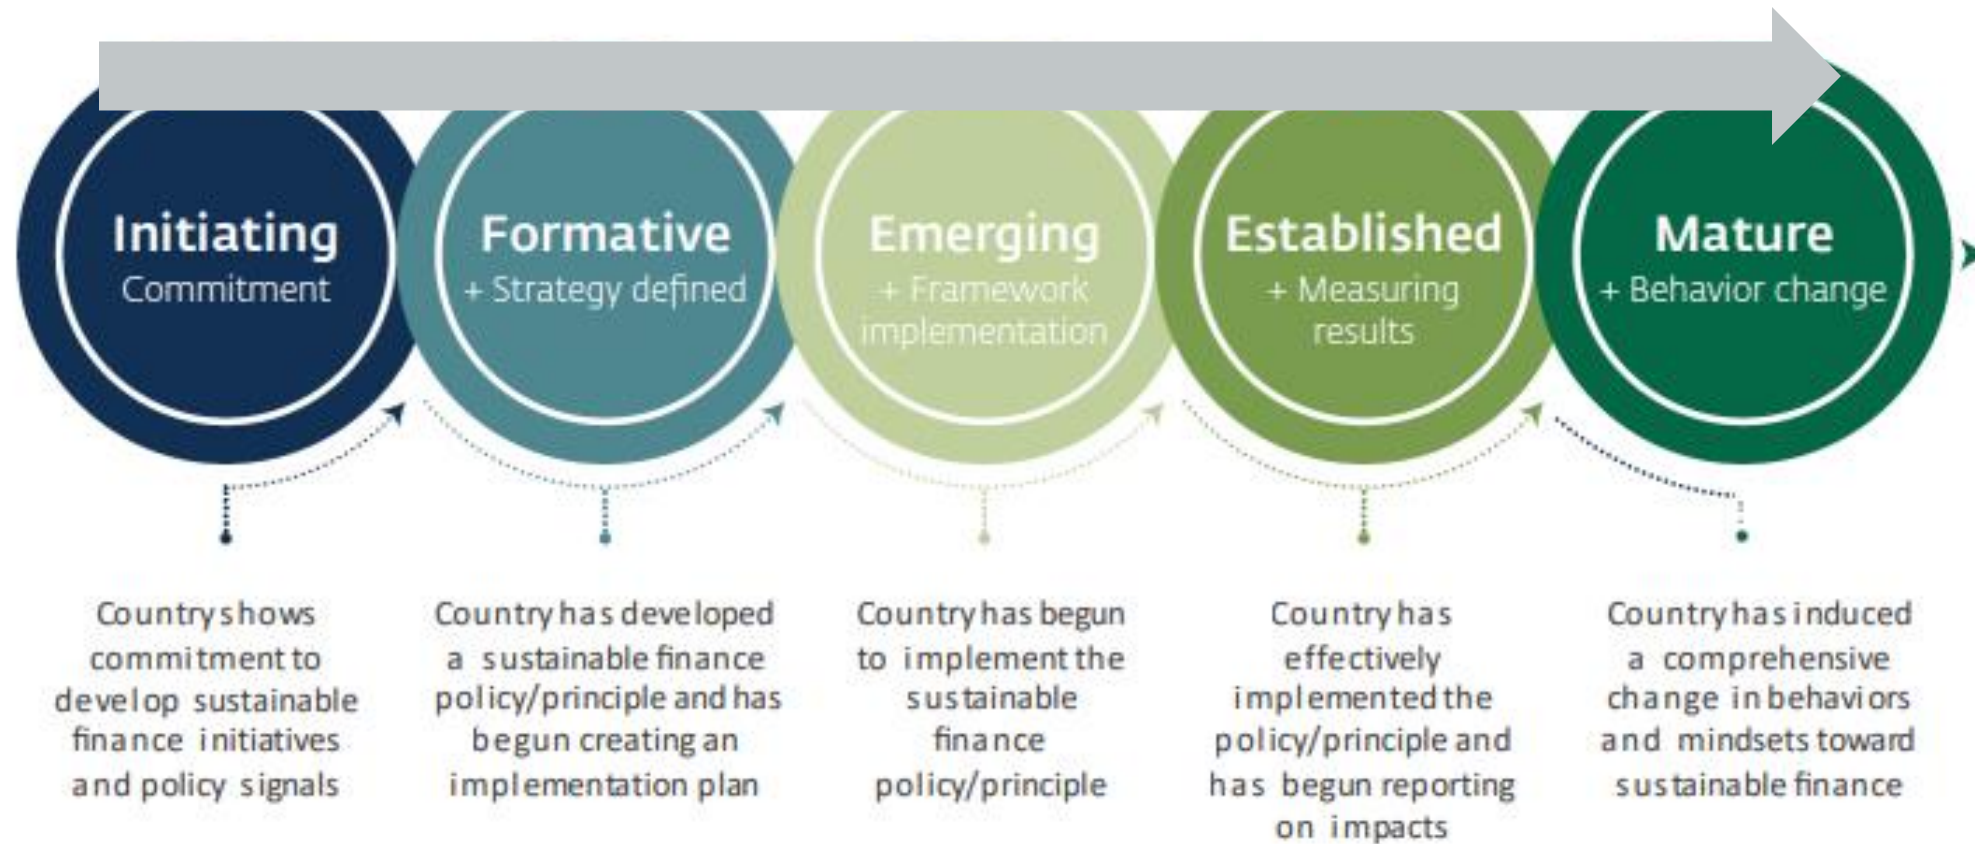 Initiating
Commitment
Formative
+ Strategy defined
Emerging
+ Framework
implementation
Established
+ Measuring
results
Mature
+ Behavior change
Country shows
commitment to
develop sustainable
finance initiatives
and policy signals
Country has developed
a sustainable finance
policy/principle and has
begun creating an
implementation plan
Country has begun
to implement the
sustainable
finance
policy/principle
Country has
effectively
implemented the
policy/principle and
has begun reporting
on impacts
Country has induced
a comprehensive
change in behaviors
and mindsets toward
sustainable finance